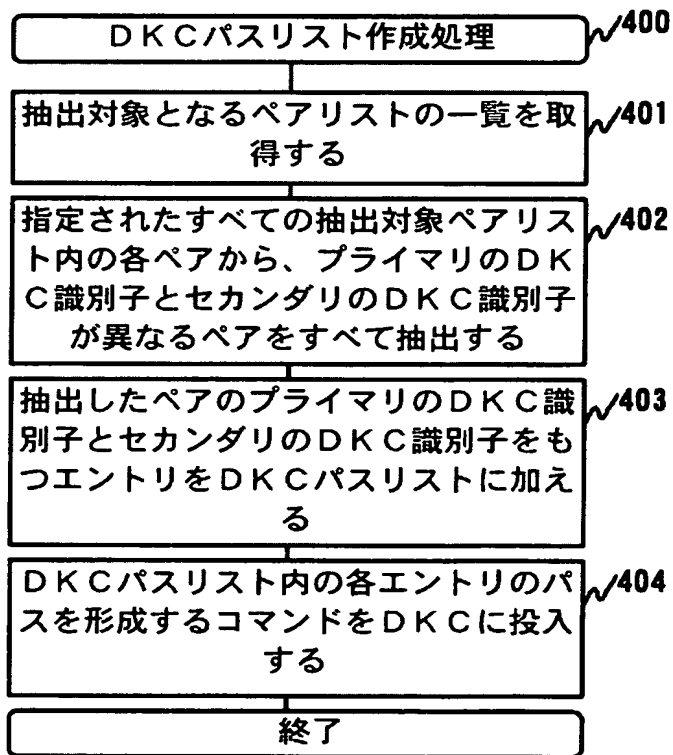 DKCパスリスト作成処理
400
抽出対象となるペアリストの一覧を取
得する
401
指定されたすべての抽出対象ペアリス
ト内の各ペアから、プライマリのDK
C識別子とセカンダリのDKC識別子
が異なるペアをすべて抽出する
402
抽出したペアのプライマリのDKC識
別子とセカンダリのDKC識別子をも
つエントリをDKCパスリストに加え
る
403
DKCパスリスト内の各エントリのパ
スを形成するコマンドをDKCに投入
する
404
終了